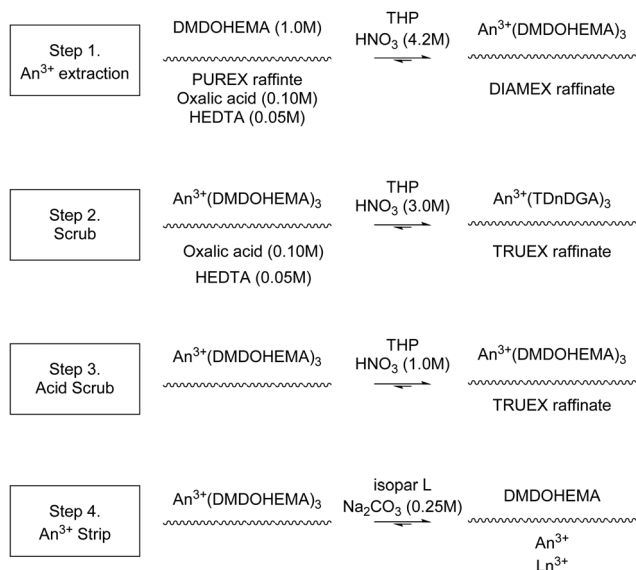 Step 1.
An³⁺ extraction
DMDOHEMA (1.0M)
PUREX raffinte
Oxalic acid (0.10M)
HEDTA (0.05M)
THP
HNO₃ (4.2M)
An³⁺(DMDOHEMA)₃
DIAMEX raffinate
Step 2.
Scrub
An³⁺(DMDOHEMA)₃
Oxalic acid (0.10M)
HEDTA (0.05M)
THP
HNO₃ (3.0M)
An³⁺(TDnDGA)₃
TRUEX raffinate
Step 3.
Acid Scrub
An³⁺(DMDOHEMA)₃
THP
HNO₃ (1.0M)
An³⁺(DMDOHEMA)₃
TRUEX raffinate
Step 4.
An³⁺ Strip
An³⁺(DMDOHEMA)₃
isopar L
Na₂CO₃ (0.25M)
DMDOHEMA
An³⁺
Ln³⁺